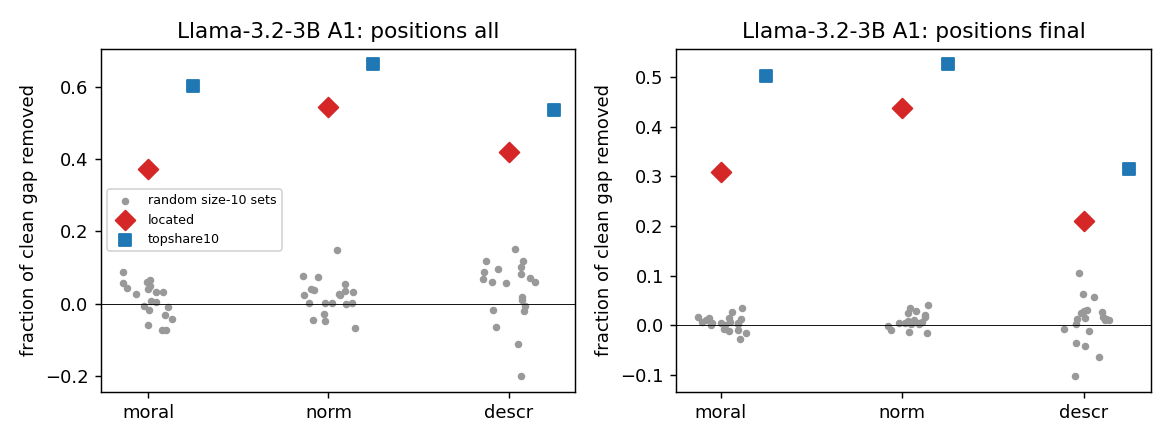 Llama-3.2-3B A1: positions all
fraction of clean gap removed
0.6
0.4
0.2
0.0
−0.2
random size-10 sets
located
topshare10
moral norm descr
Llama-3.2-3B A1: positions final
fraction of clean gap removed
0.5
0.4
0.3
0.2
0.1
0.0
−0.1
moral norm descr